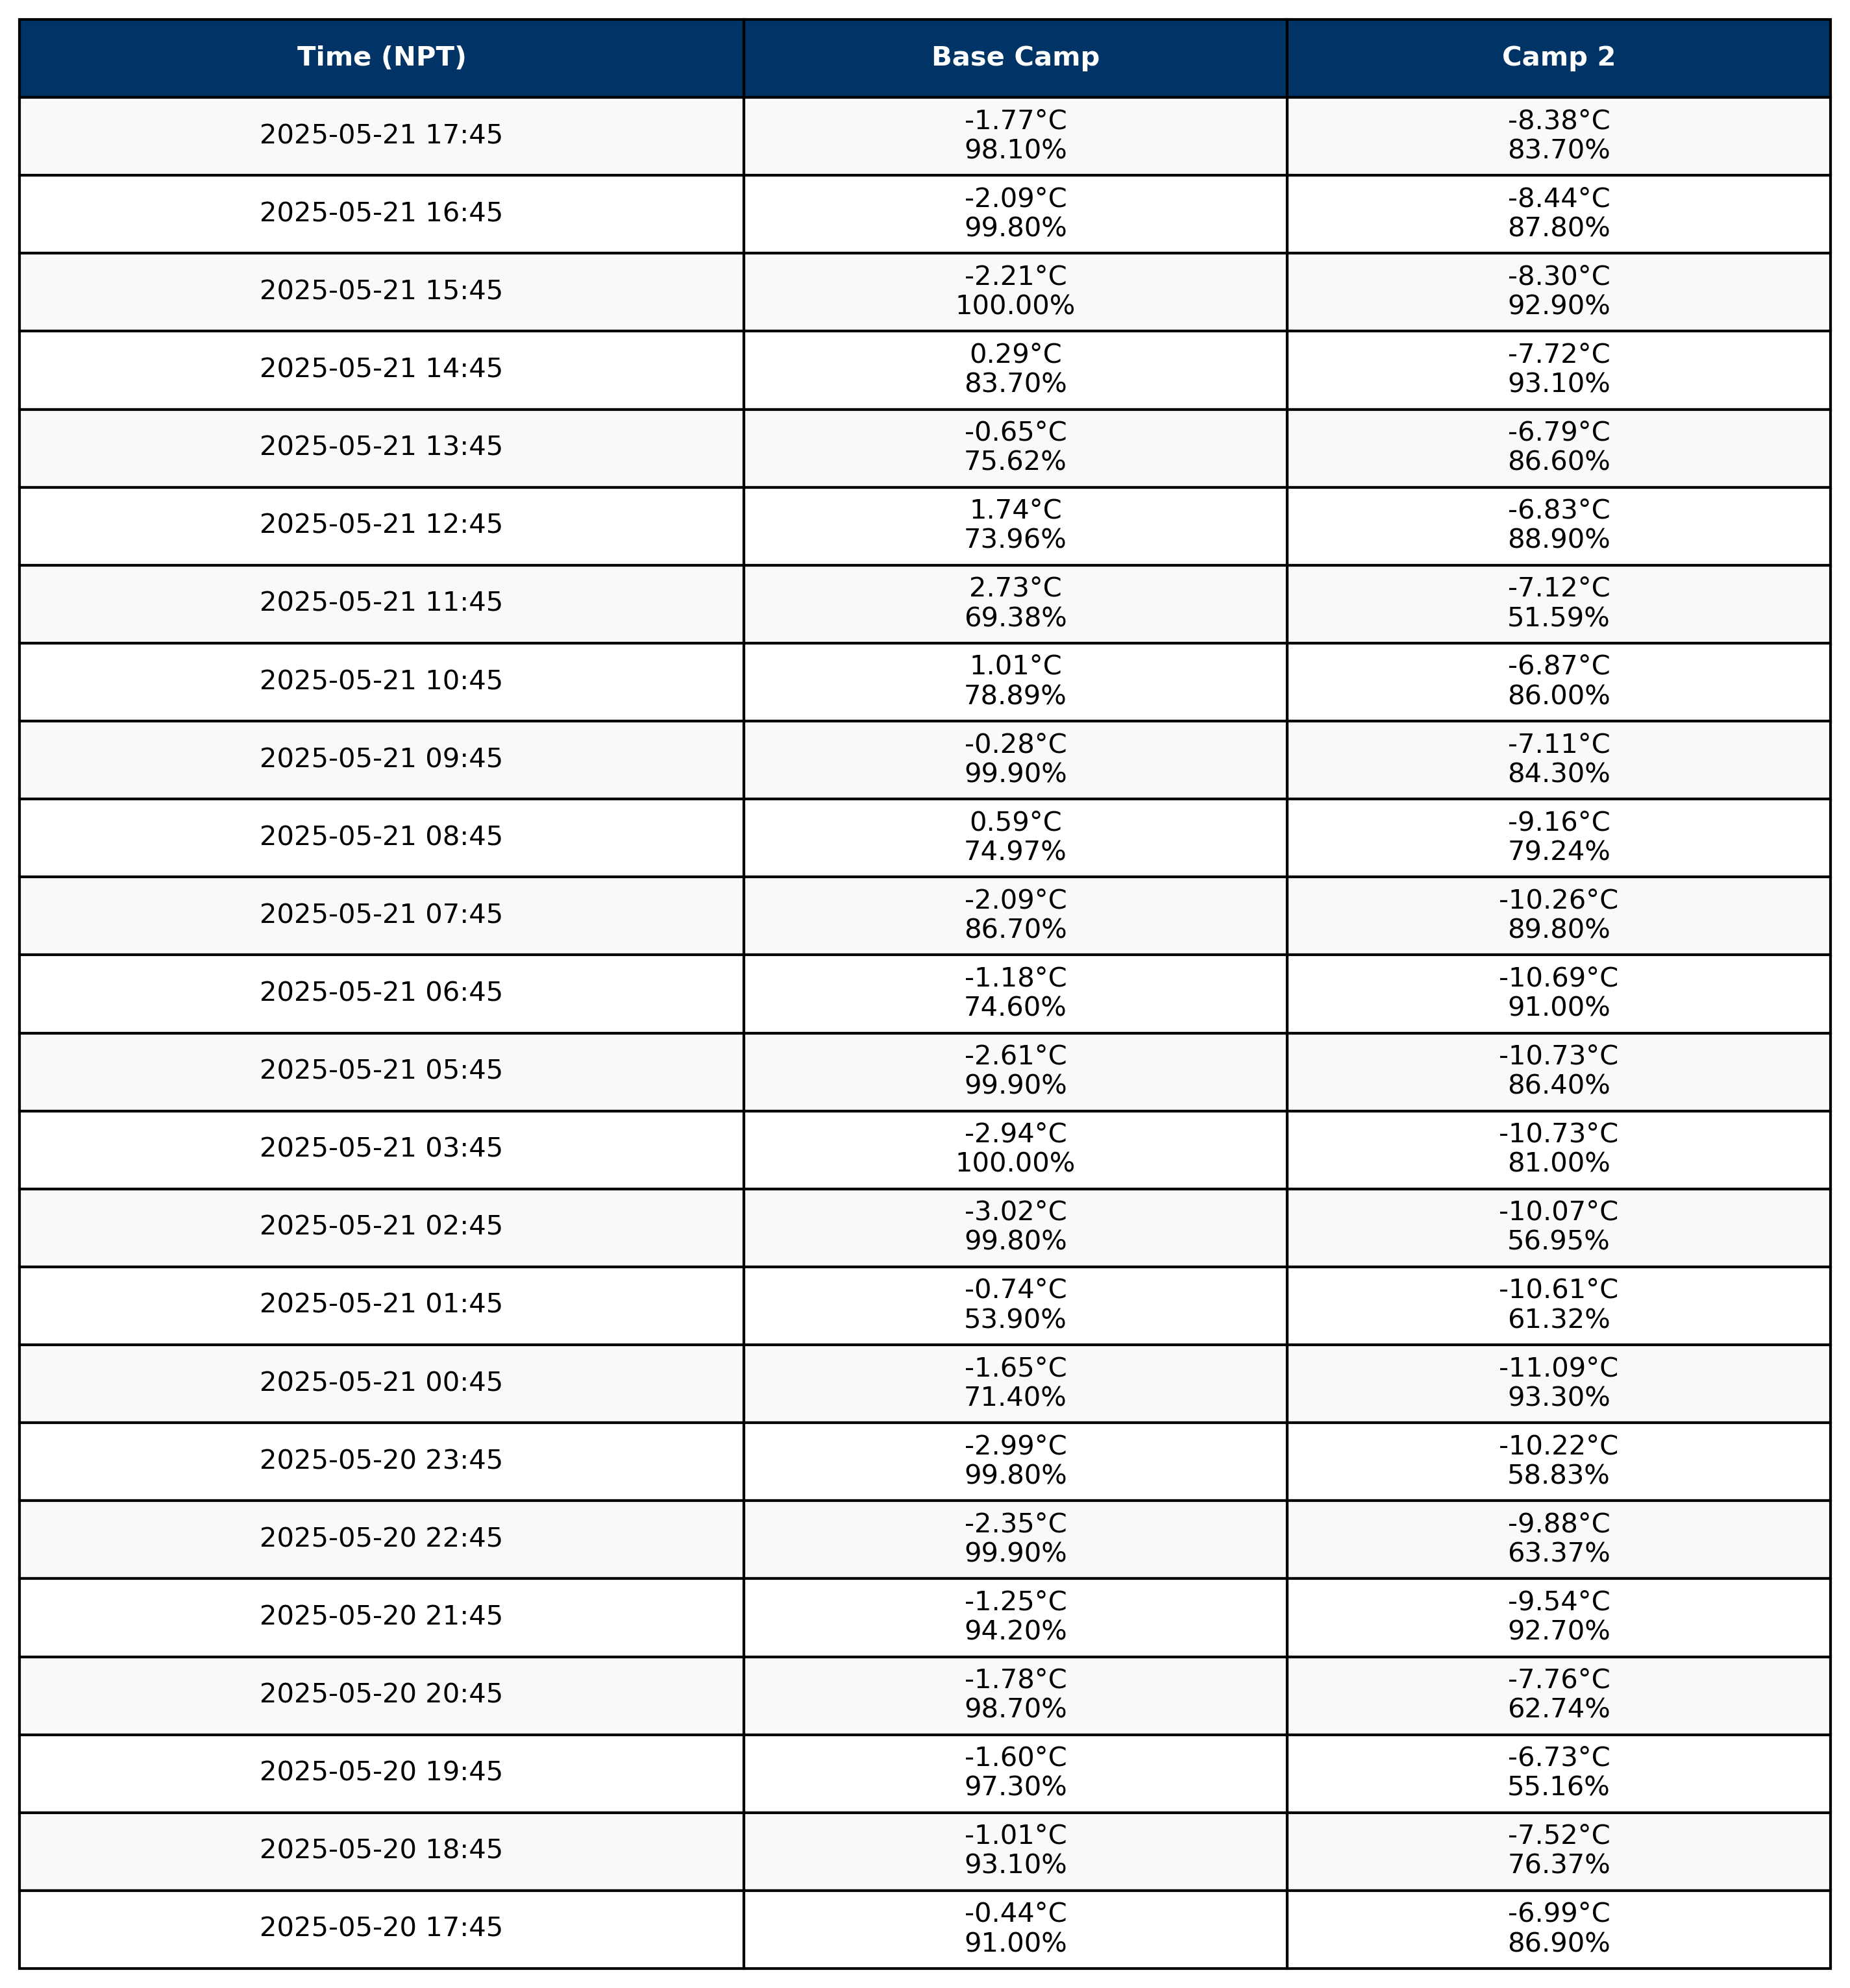 Time (NPT) Base Camp Camp 2
2025-05-21 17:45 -1.77°C -8.38°C
98.10% 83.70%
2025-05-21 16:45 -2.09°C -8.44°C
99.80% 87.80%
2025-05-21 15:45 -2.21°C -8.30°C
100.00% 92.90%
2025-05-21 14:45 0.29°C -7.72°C
83.70% 93.10%
2025-05-21 13:45 -0.65°C -6.79°C
75.62% 86.60%
2025-05-21 12:45 1.74°C -6.83°C
73.96% 88.90%
2025-05-21 11:45 2.73°C -7.12°C
69.38% 51.59%
2025-05-21 10:45 1.01°C -6.87°C
78.89% 86.00%
2025-05-21 09:45 -0.28°C -7.11°C
99.90% 84.30%
2025-05-21 08:45 0.59°C -9.16°C
74.97% 79.24%
2025-05-21 07:45 -2.09°C -10.26°C
86.70% 89.80%
2025-05-21 06:45 -1.18°C -10.69°C
74.60% 91.00%
2025-05-21 05:45 -2.61°C -10.73°C
99.90% 86.40%
2025-05-21 03:45 -2.94°C -10.73°C
100.00% 81.00%
2025-05-21 02:45 -3.02°C -10.07°C
99.80% 56.95%
2025-05-21 01:45 -0.74°C -10.61°C
53.90% 61.32%
2025-05-21 00:45 -1.65°C -11.09°C
71.40% 93.30%
2025-05-20 23:45 -2.99°C -10.22°C
99.80% 58.83%
2025-05-20 22:45 -2.35°C -9.88°C
99.90% 63.37%
2025-05-20 21:45 -1.25°C -9.54°C
94.20% 92.70%
2025-05-20 20:45 -1.78°C -7.76°C
98.70% 62.74%
2025-05-20 19:45 -1.60°C -6.73°C
97.30% 55.16%
2025-05-20 18:45 -1.01°C -7.52°C
93.10% 76.37%
2025-05-20 17:45 -0.44°C -6.99°C
91.00% 86.90%